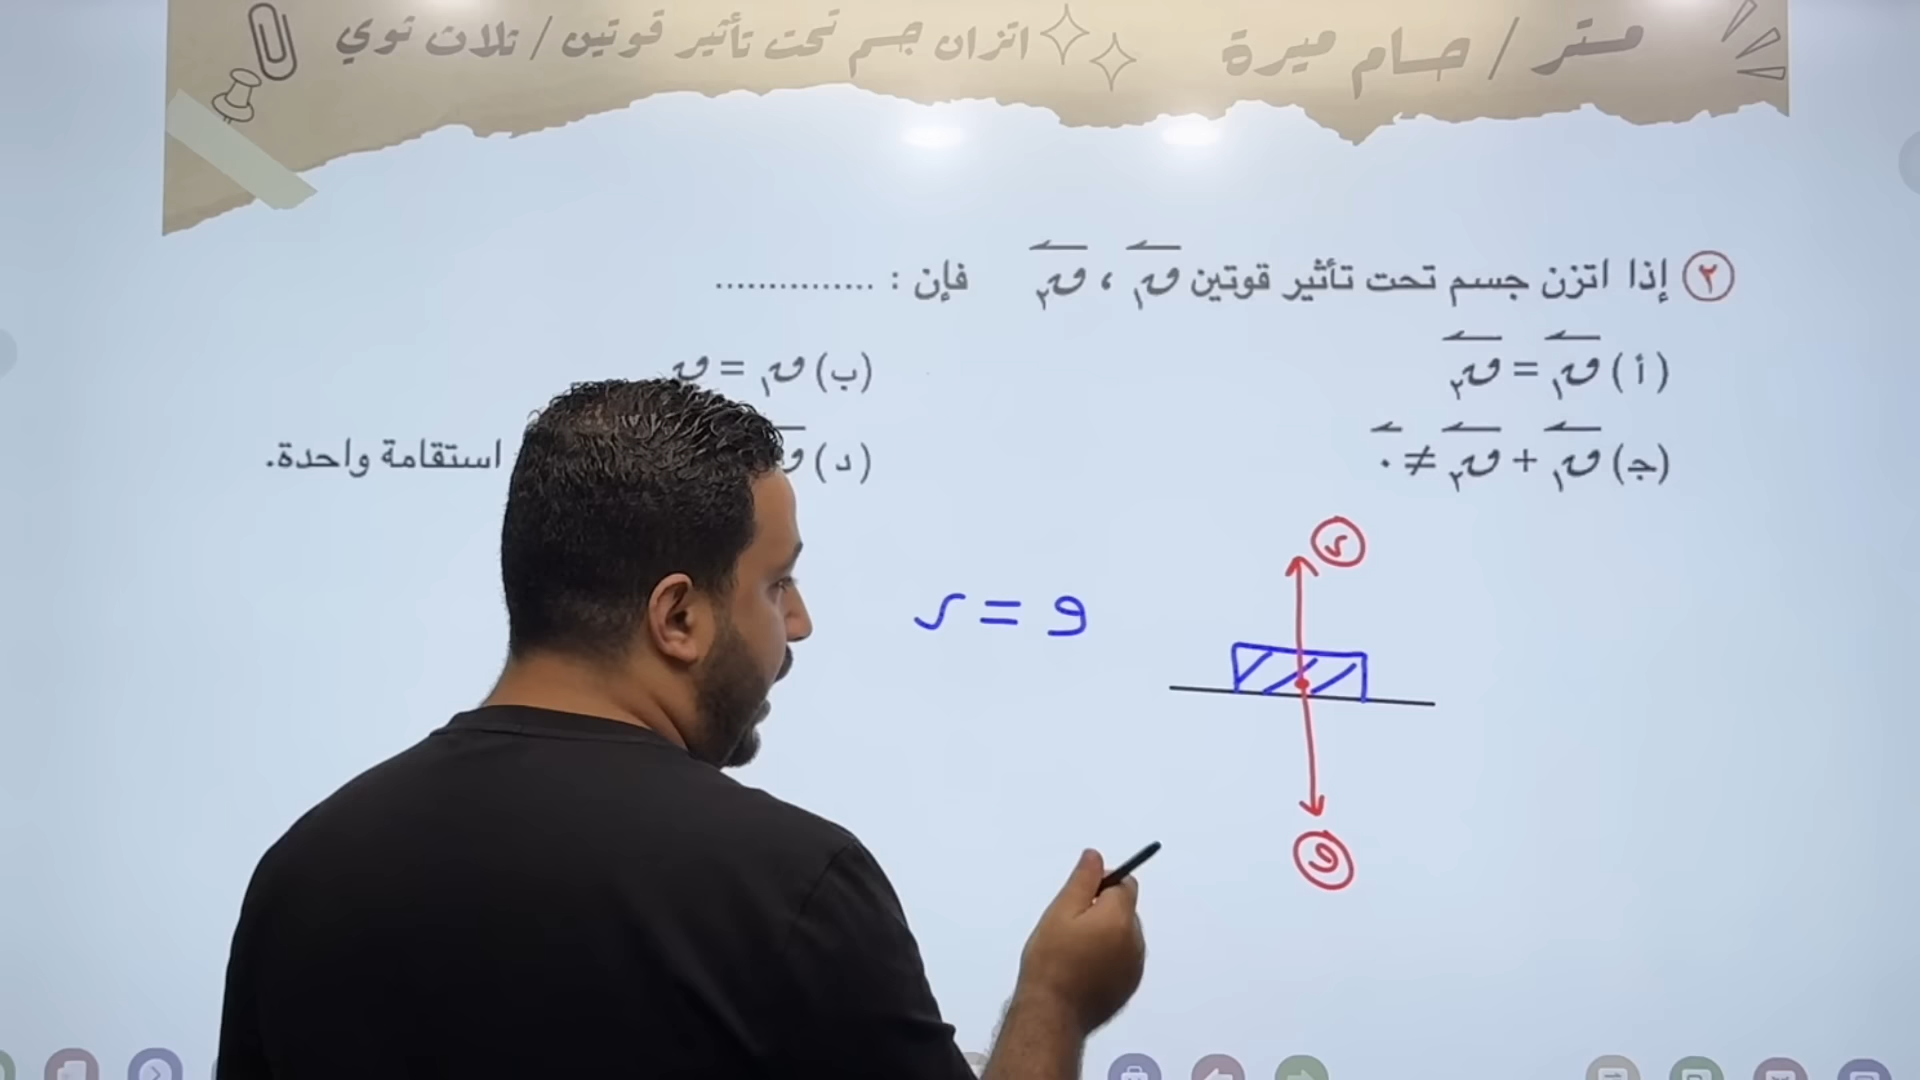 مستر / حسام ميرة اتزان جسم تحت تأثير قوتين / تلات ثوي
٢ إذا اتزن جسم تحت تأثير قوتين ق١ ، ق٢ فإن : ...............
( أ ) ق١ = ق٢
(ب) ق١ = ق
(ج) ق١ + ق٢ ≠ ٠
( د ) استقامة واحدة.
ر
و = ر
و